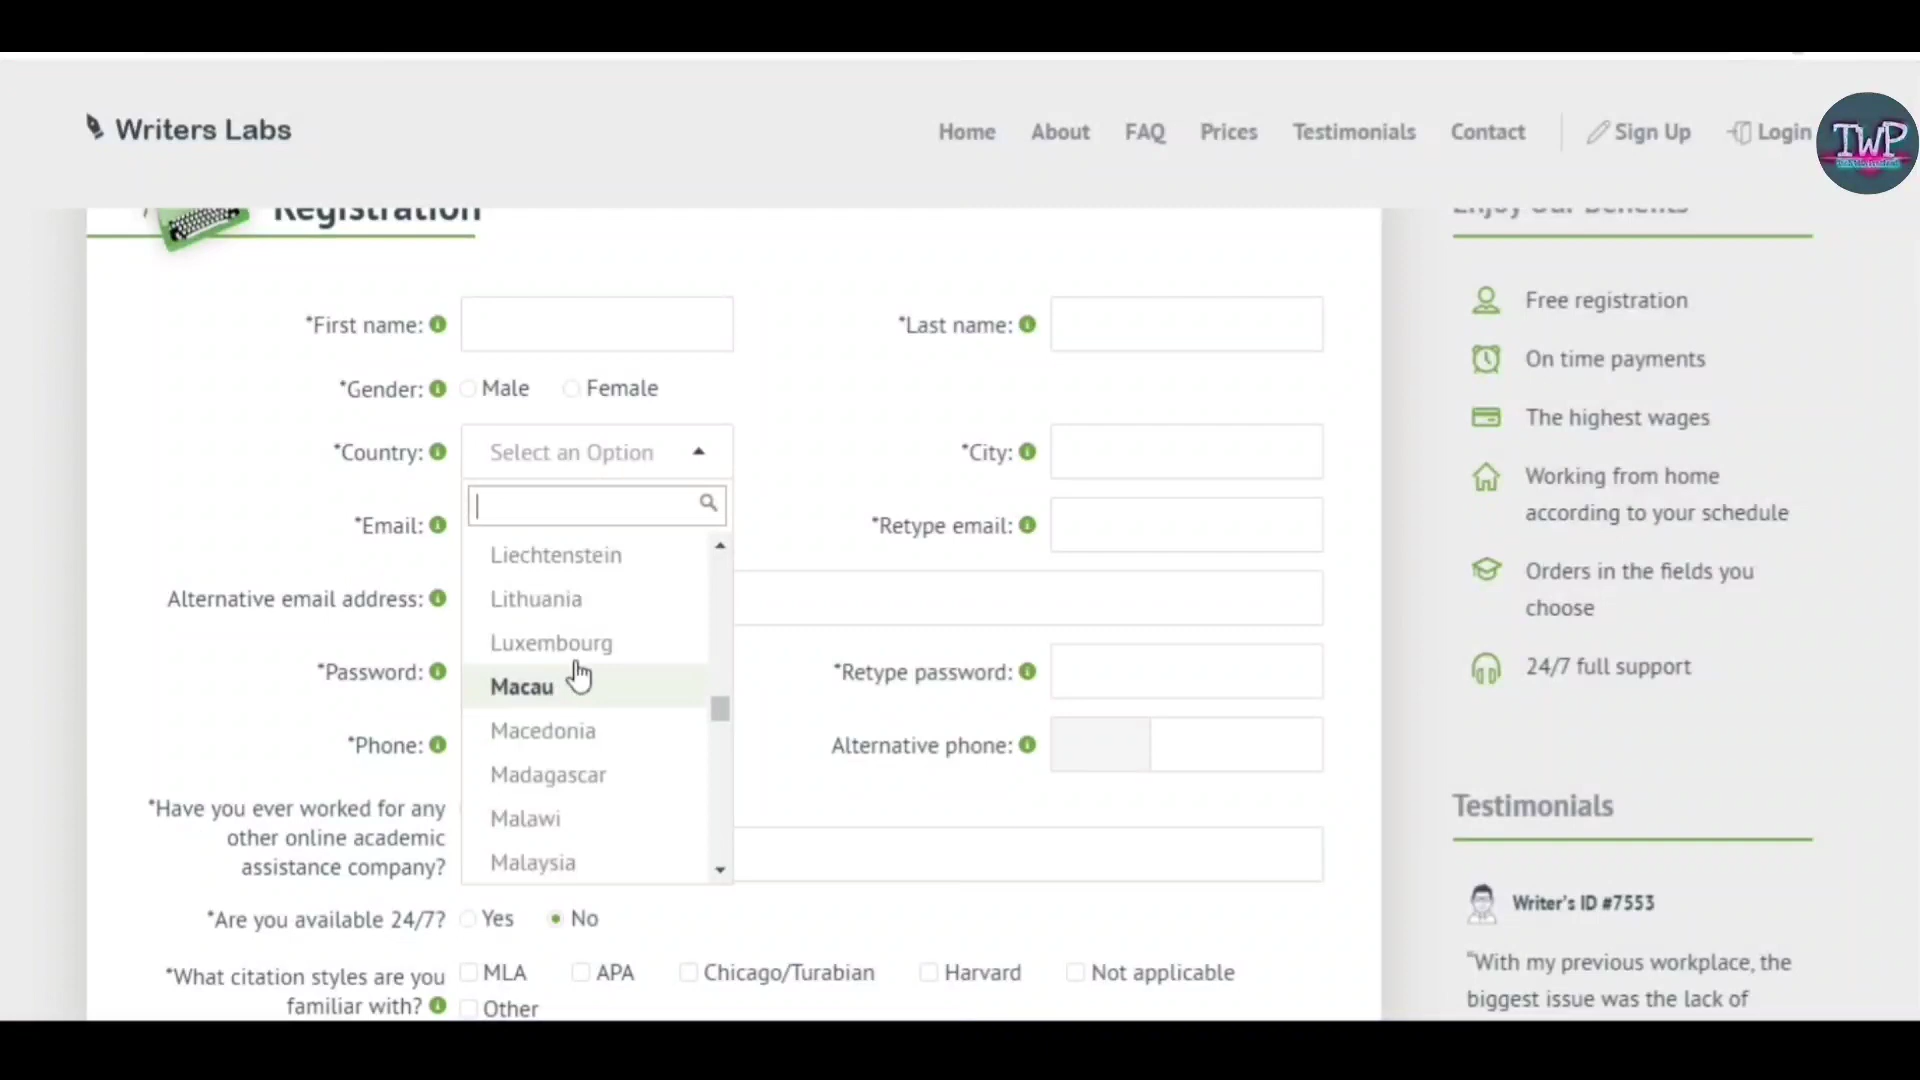 Writers Labs
Home About FAQ Prices Testimonials Contact Sign Up Login
TWP
Registration
Enjoy Our Benefits
*First name:
*Last name:
*Gender: Male Female
*Country: Select an Option
*City:
*Email:
*Retype email:
Liechtenstein
Lithuania
Luxembourg
Macau
Macedonia
Madagascar
Malawi
Malaysia
Alternative email address:
*Password:
*Retype password:
*Phone:
Alternative phone:
*Have you ever worked for any
other online academic
assistance company?
*Are you available 24/7? Yes No
*What citation styles are you
familiar with?
MLA APA Chicago/Turabian Harvard Not applicable
Other
Free registration
On time payments
The highest wages
Working from home
according to your schedule
Orders in the fields you
choose
24/7 full support
Testimonials
Writer's ID #7553
"With my previous workplace, the
biggest issue was the lack of